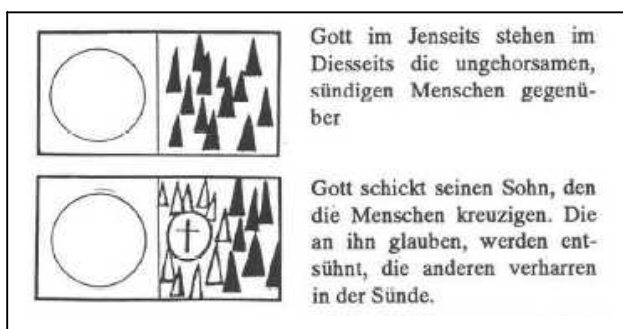 Gott im Jenseits stehen im
Diesseits die ungehorsamen,
sündigen Menschen gegenü-
ber
Gott schickt seinen Sohn, den
die Menschen kreuzigen. Die
an ihn glauben, werden ent-
sühnt, die anderen verharren
in der Sünde.